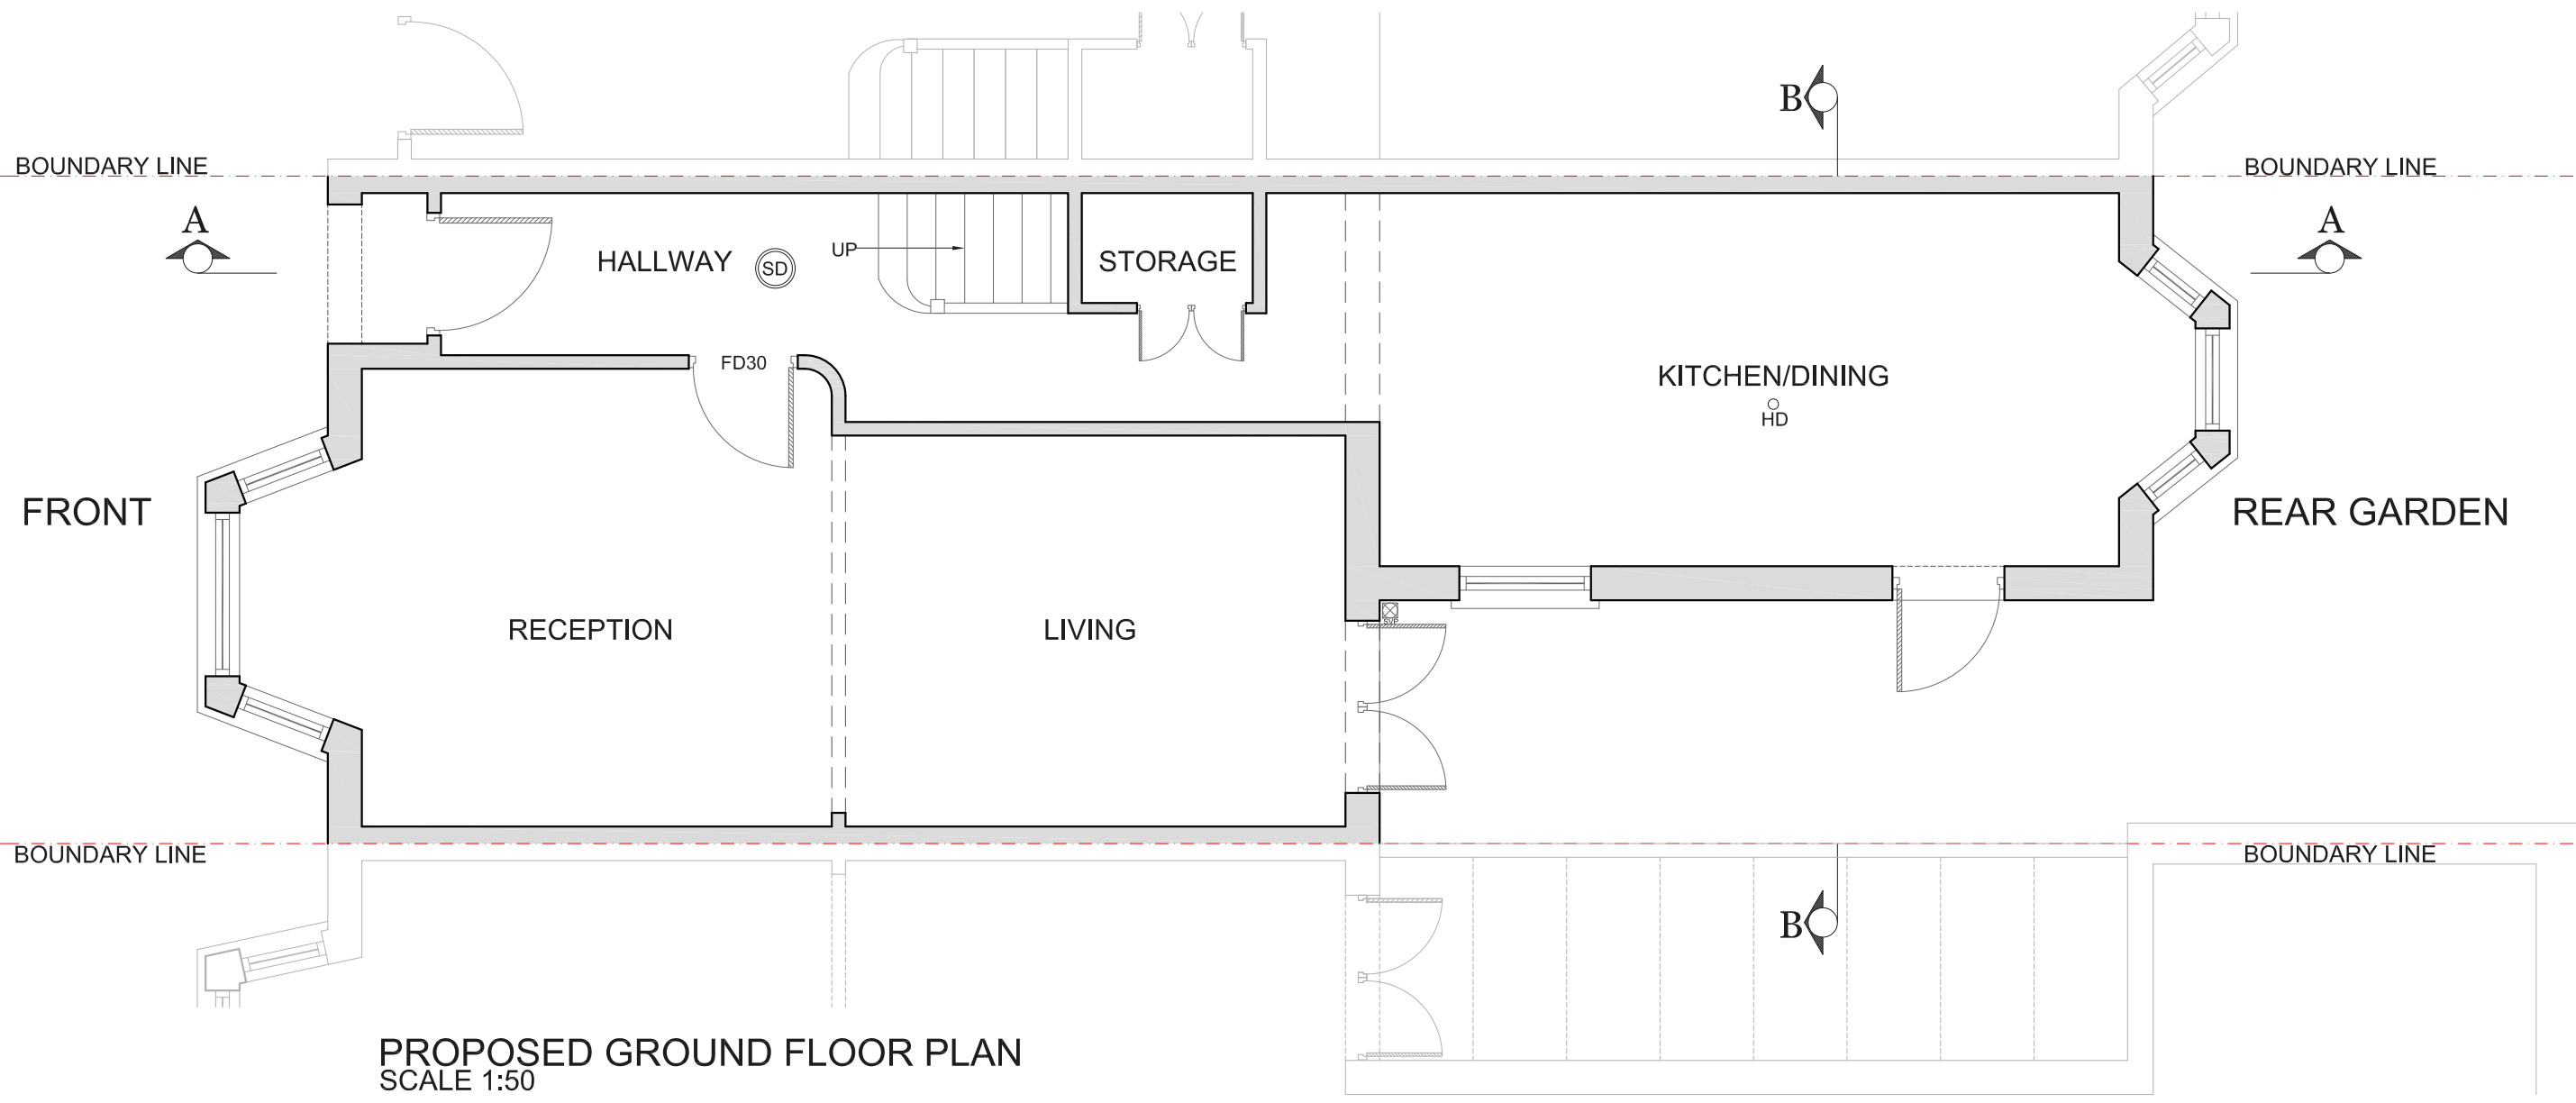 B
BOUNDARY LINE
BOUNDARY LINE
A
A
HALLWAY
SD
UP
STORAGE
FD30
KITCHEN/DINING
HD
FRONT
REAR GARDEN
RECEPTION
LIVING
SVP
BOUNDARY LINE
BOUNDARY LINE
B
PROPOSED GROUND FLOOR PLAN
SCALE 1:50